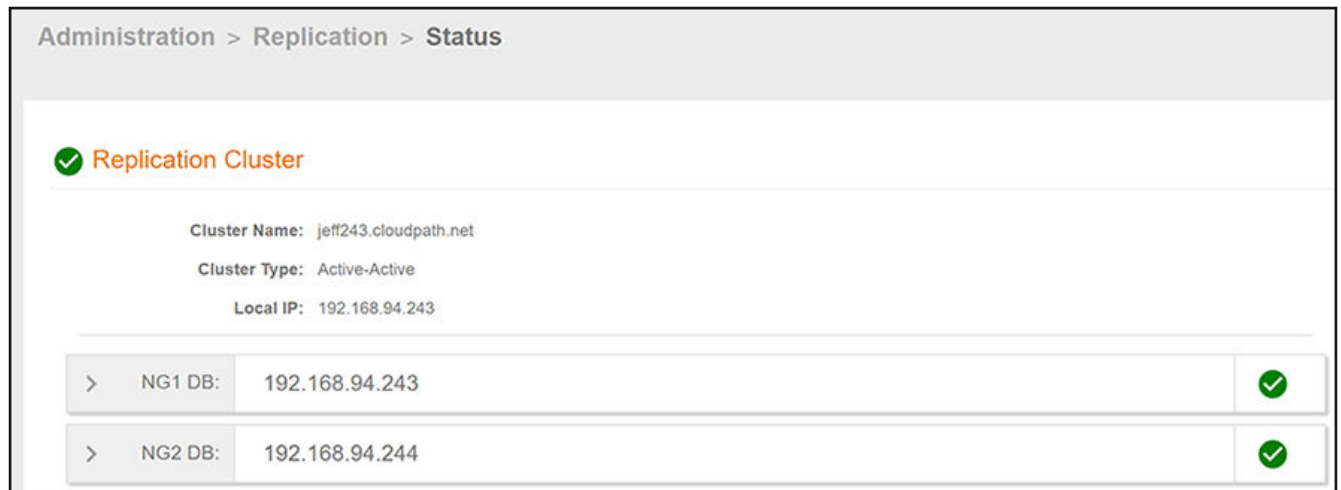 Administration > Replication > Status
Replication Cluster
Cluster Name: jeff243.cloudpath.net
Cluster Type: Active-Active
Local IP: 192.168.94.243
> NG1 DB: 192.168.94.243
> NG2 DB: 192.168.94.244